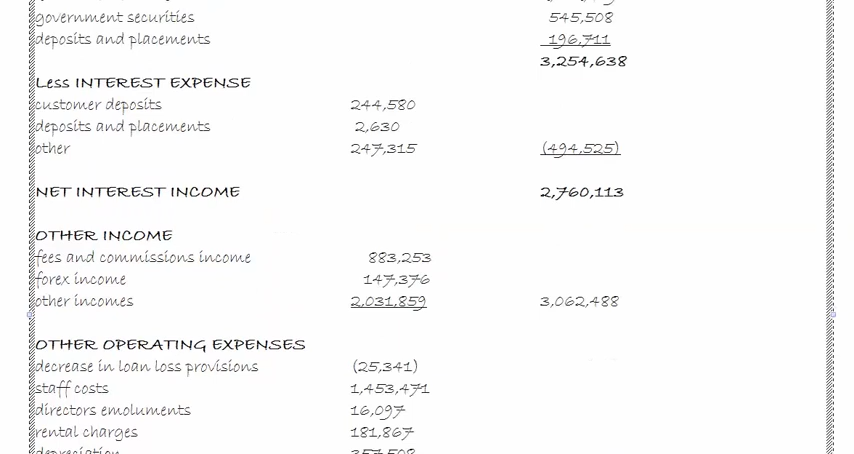 government securities 545,508
deposits and placements 196,711
3,254,638
Less INTEREST EXPENSE
customer deposits 244,580
deposits and placements 2,630
other 247,315 (494,525)
NET INTEREST INCOME 2,760,113
OTHER INCOME
fees and commissions income 883,253
forex income 147,376
other incomes 2,031,859 3,062,488
OTHER OPERATING EXPENSES
decrease in loan loss provisions (25,341)
staff costs 1,453,471
directors emoluments 16,097
rental charges 181,867
depreciation